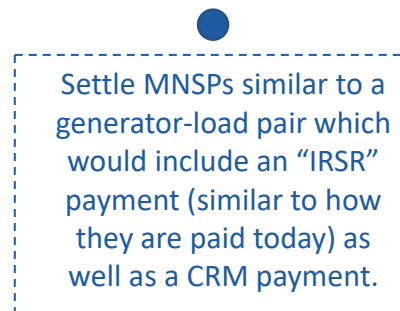 Settle MNSPs similar to a
generator-load pair which
would include an “IRSR”
payment (similar to how
they are paid today) as
well as a CRM payment.